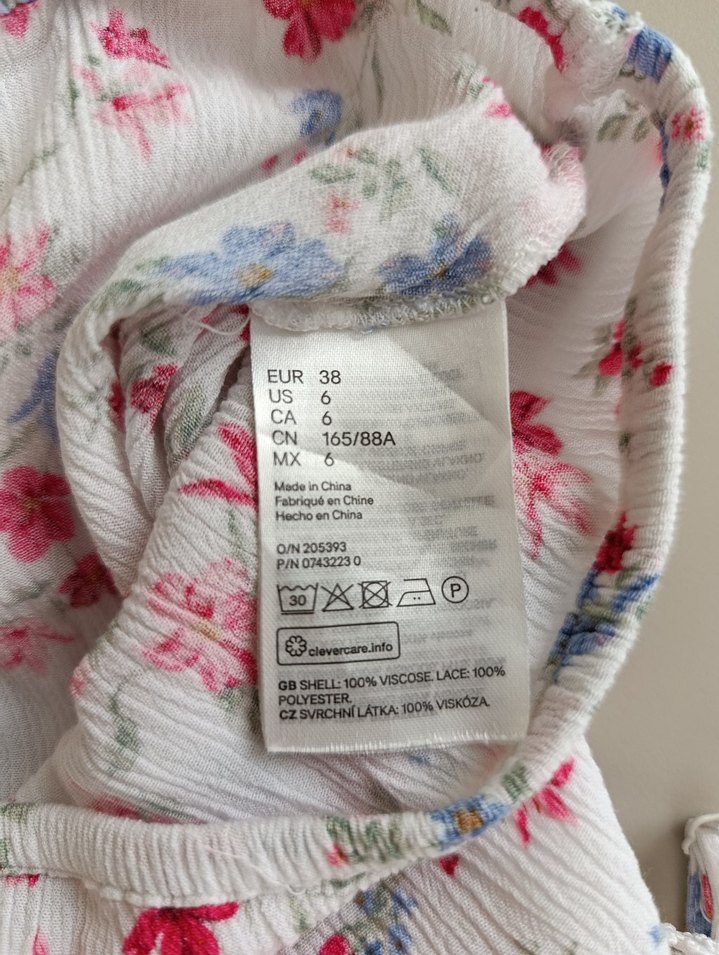 EUR 38
US 6
CA 6
CN 165/88A
MX 6
Made in China
Fabriqué en Chine
Hecho en China
O/N 205393
P/N 0743223 0
30 P
clevercare.info
GB SHELL: 100% VISCOSE. LACE: 100%
POLYESTER.
CZ SVRCHNÍ LÁTKA: 100% VISKÓZA.